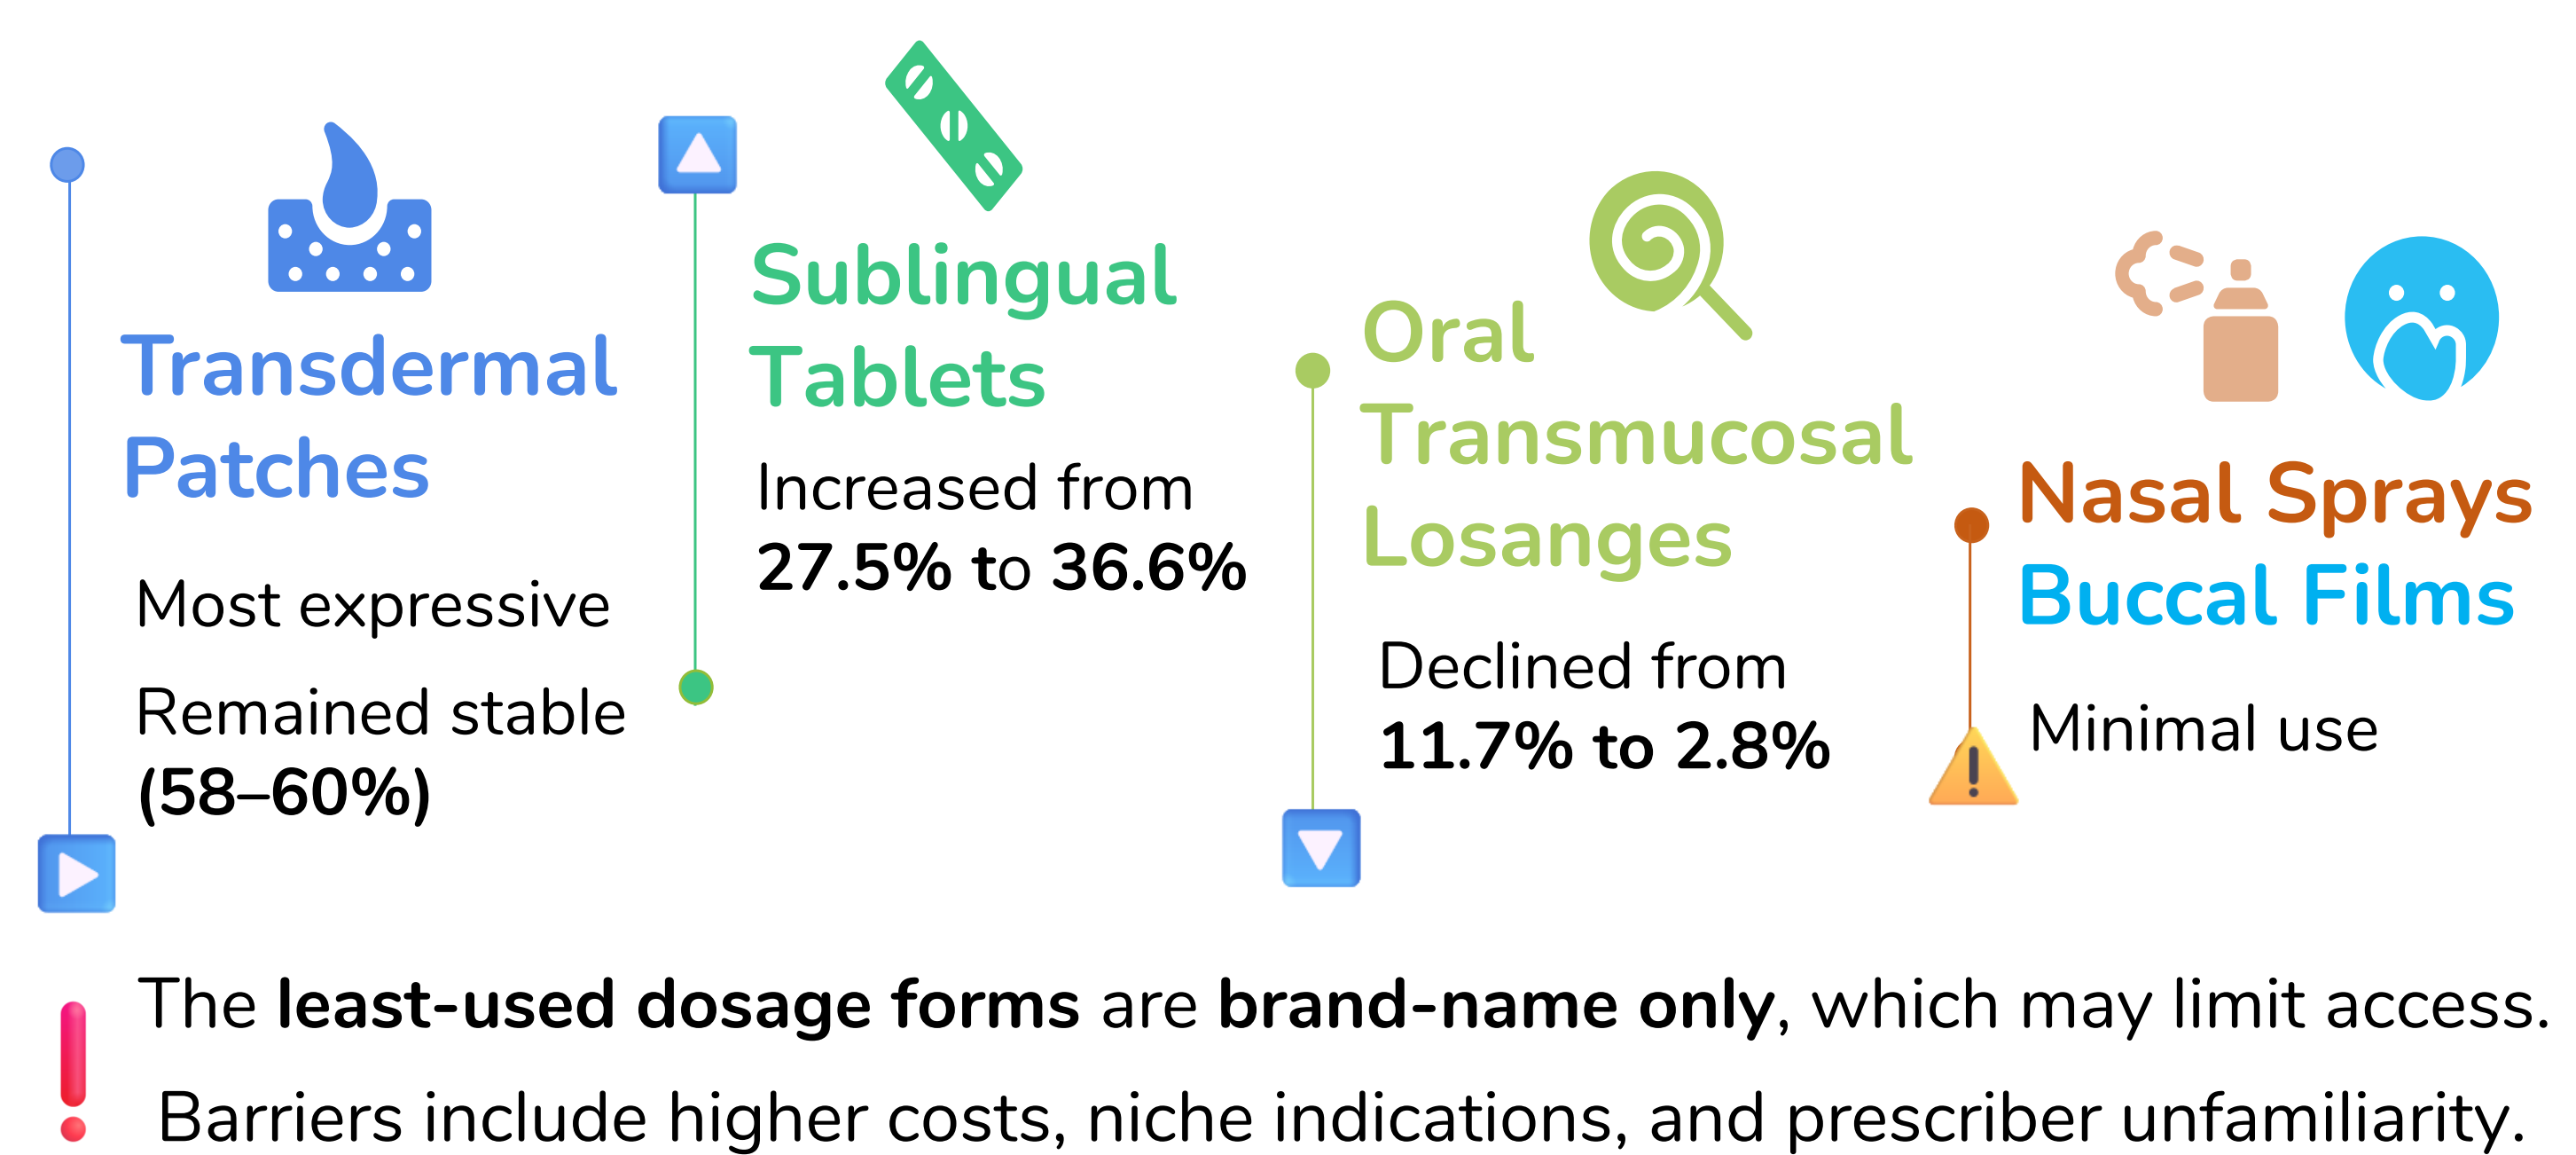 Transdermal
Patches
Most expressive
Remained stable
(58–60%)
Sublingual
Tablets
Increased from
27.5% to 36.6%
Oral
Transmucosal
Losanges
Declined from
11.7% to 2.8%
Nasal Sprays
Buccal Films
Minimal use
The least-used dosage forms are brand-name only, which may limit access.
Barriers include higher costs, niche indications, and prescriber unfamiliarity.